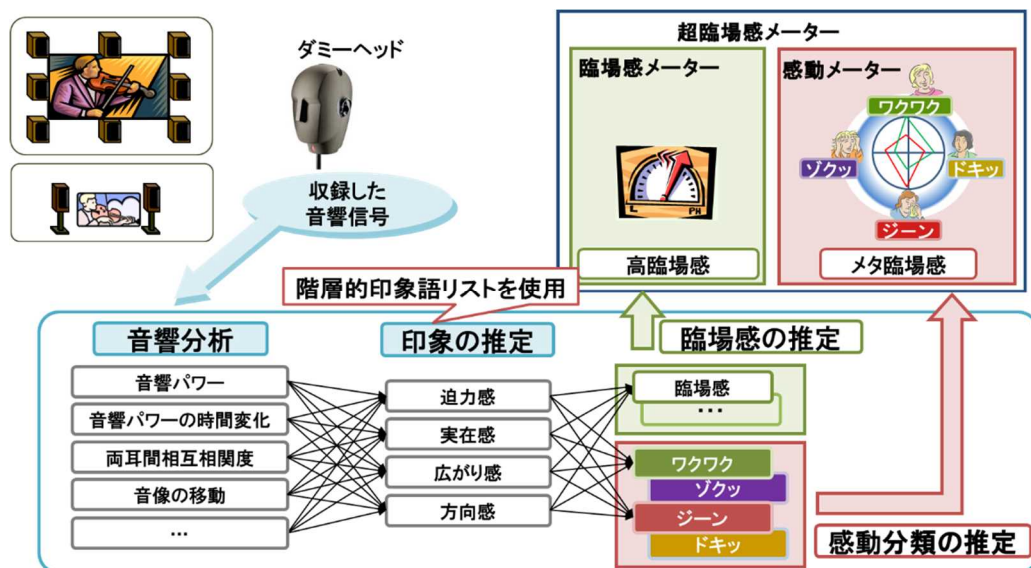 ダミーヘッド
収録した
音響信号
超臨場感メーター
臨場感メーター
L
PH
高臨場感
感動メーター
ワクワク
ゾクッ
ドキッ
ジーン
メタ臨場感
階層的印象語リストを使用
音響分析
音響パワー
音響パワーの時間変化
両耳間相互相関度
音像の移動
…
印象の推定
迫力感
実在感
広がり感
方向感
臨場感の推定
臨場感
…
ワクワク
ゾクッ
ジーン
ドキッ
感動分類の推定